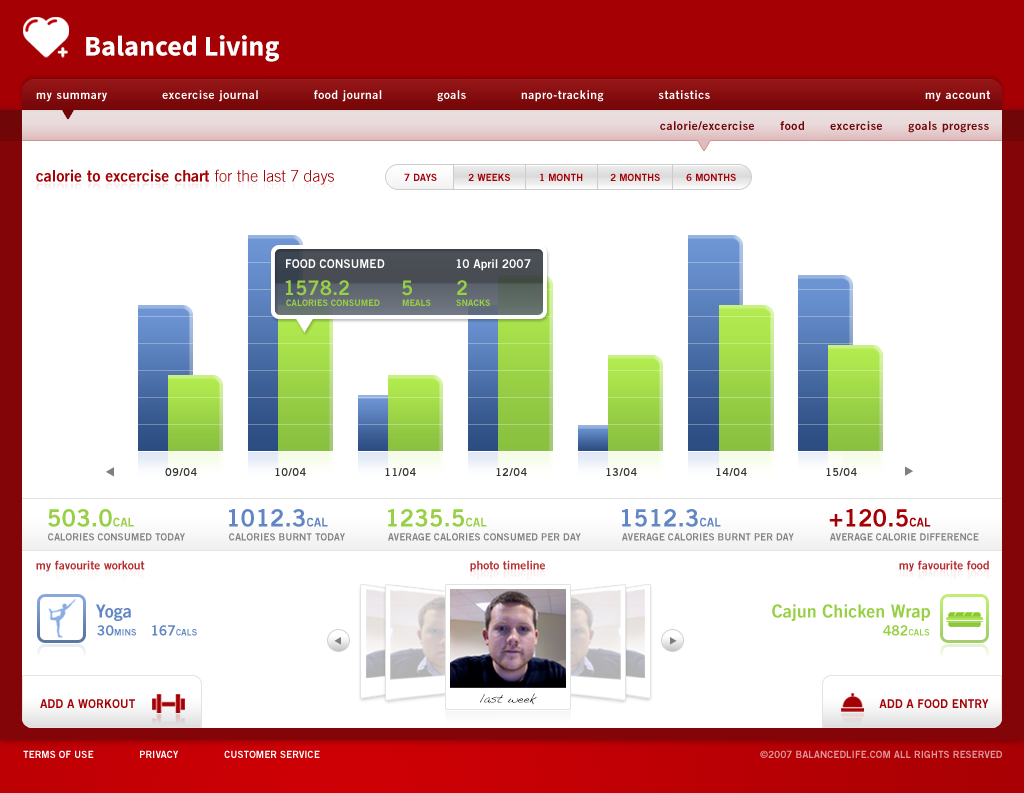 Balanced Living
my summary excercise journal food journal goals napro-tracking statistics my account
calorie/excercise food excercise goals progress
calorie to excercise chart for the last 7 days
7 DAYS 2 WEEKS 1 MONTH 2 MONTHS 6 MONTHS
FOOD CONSUMED 10 April 2007
1578.2 5 2
CALORIES CONSUMED MEALS SNACKS
09/04 10/04 11/04 12/04 13/04 14/04 15/04
503.0CAL 1012.3CAL 1235.5CAL 1512.3CAL +120.5CAL
CALORIES CONSUMED TODAY CALORIES BURNT TODAY AVERAGE CALORIES CONSUMED PER DAY AVERAGE CALORIES BURNT PER DAY AVERAGE CALORIE DIFFERENCE
my favourite workout photo timeline my favourite food
Yoga Cajun Chicken Wrap
30MINS 167CALS 482CALS
last week
ADD A WORKOUT ADD A FOOD ENTRY
TERMS OF USE PRIVACY CUSTOMER SERVICE ©2007 BALANCEDLIFE.COM ALL RIGHTS RESERVED